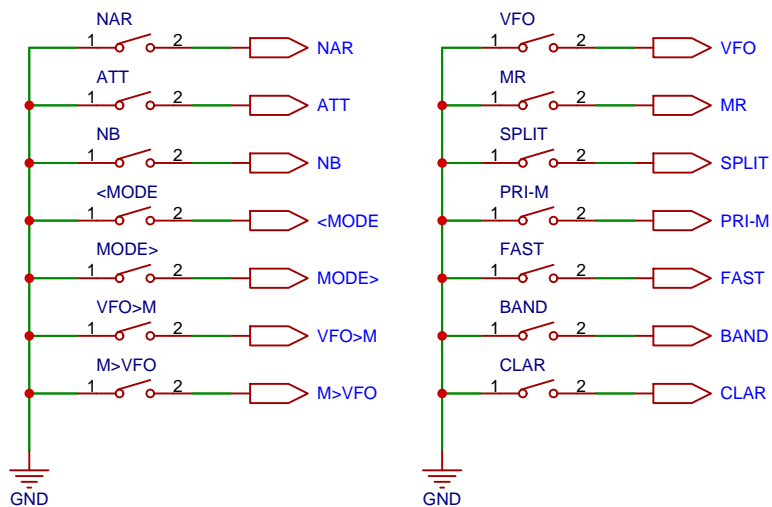 NAR
1 2 NAR
ATT
1 2 ATT
NB
1 2 NB
<MODE
1 2 <MODE
MODE>
1 2 MODE>
VFO>M
1 2 VFO>M
M>VFO
1 2 M>VFO
GND
VFO
1 2 VFO
MR
1 2 MR
SPLIT
1 2 SPLIT
PRI-M
1 2 PRI-M
FAST
1 2 FAST
BAND
1 2 BAND
CLAR
1 2 CLAR
GND